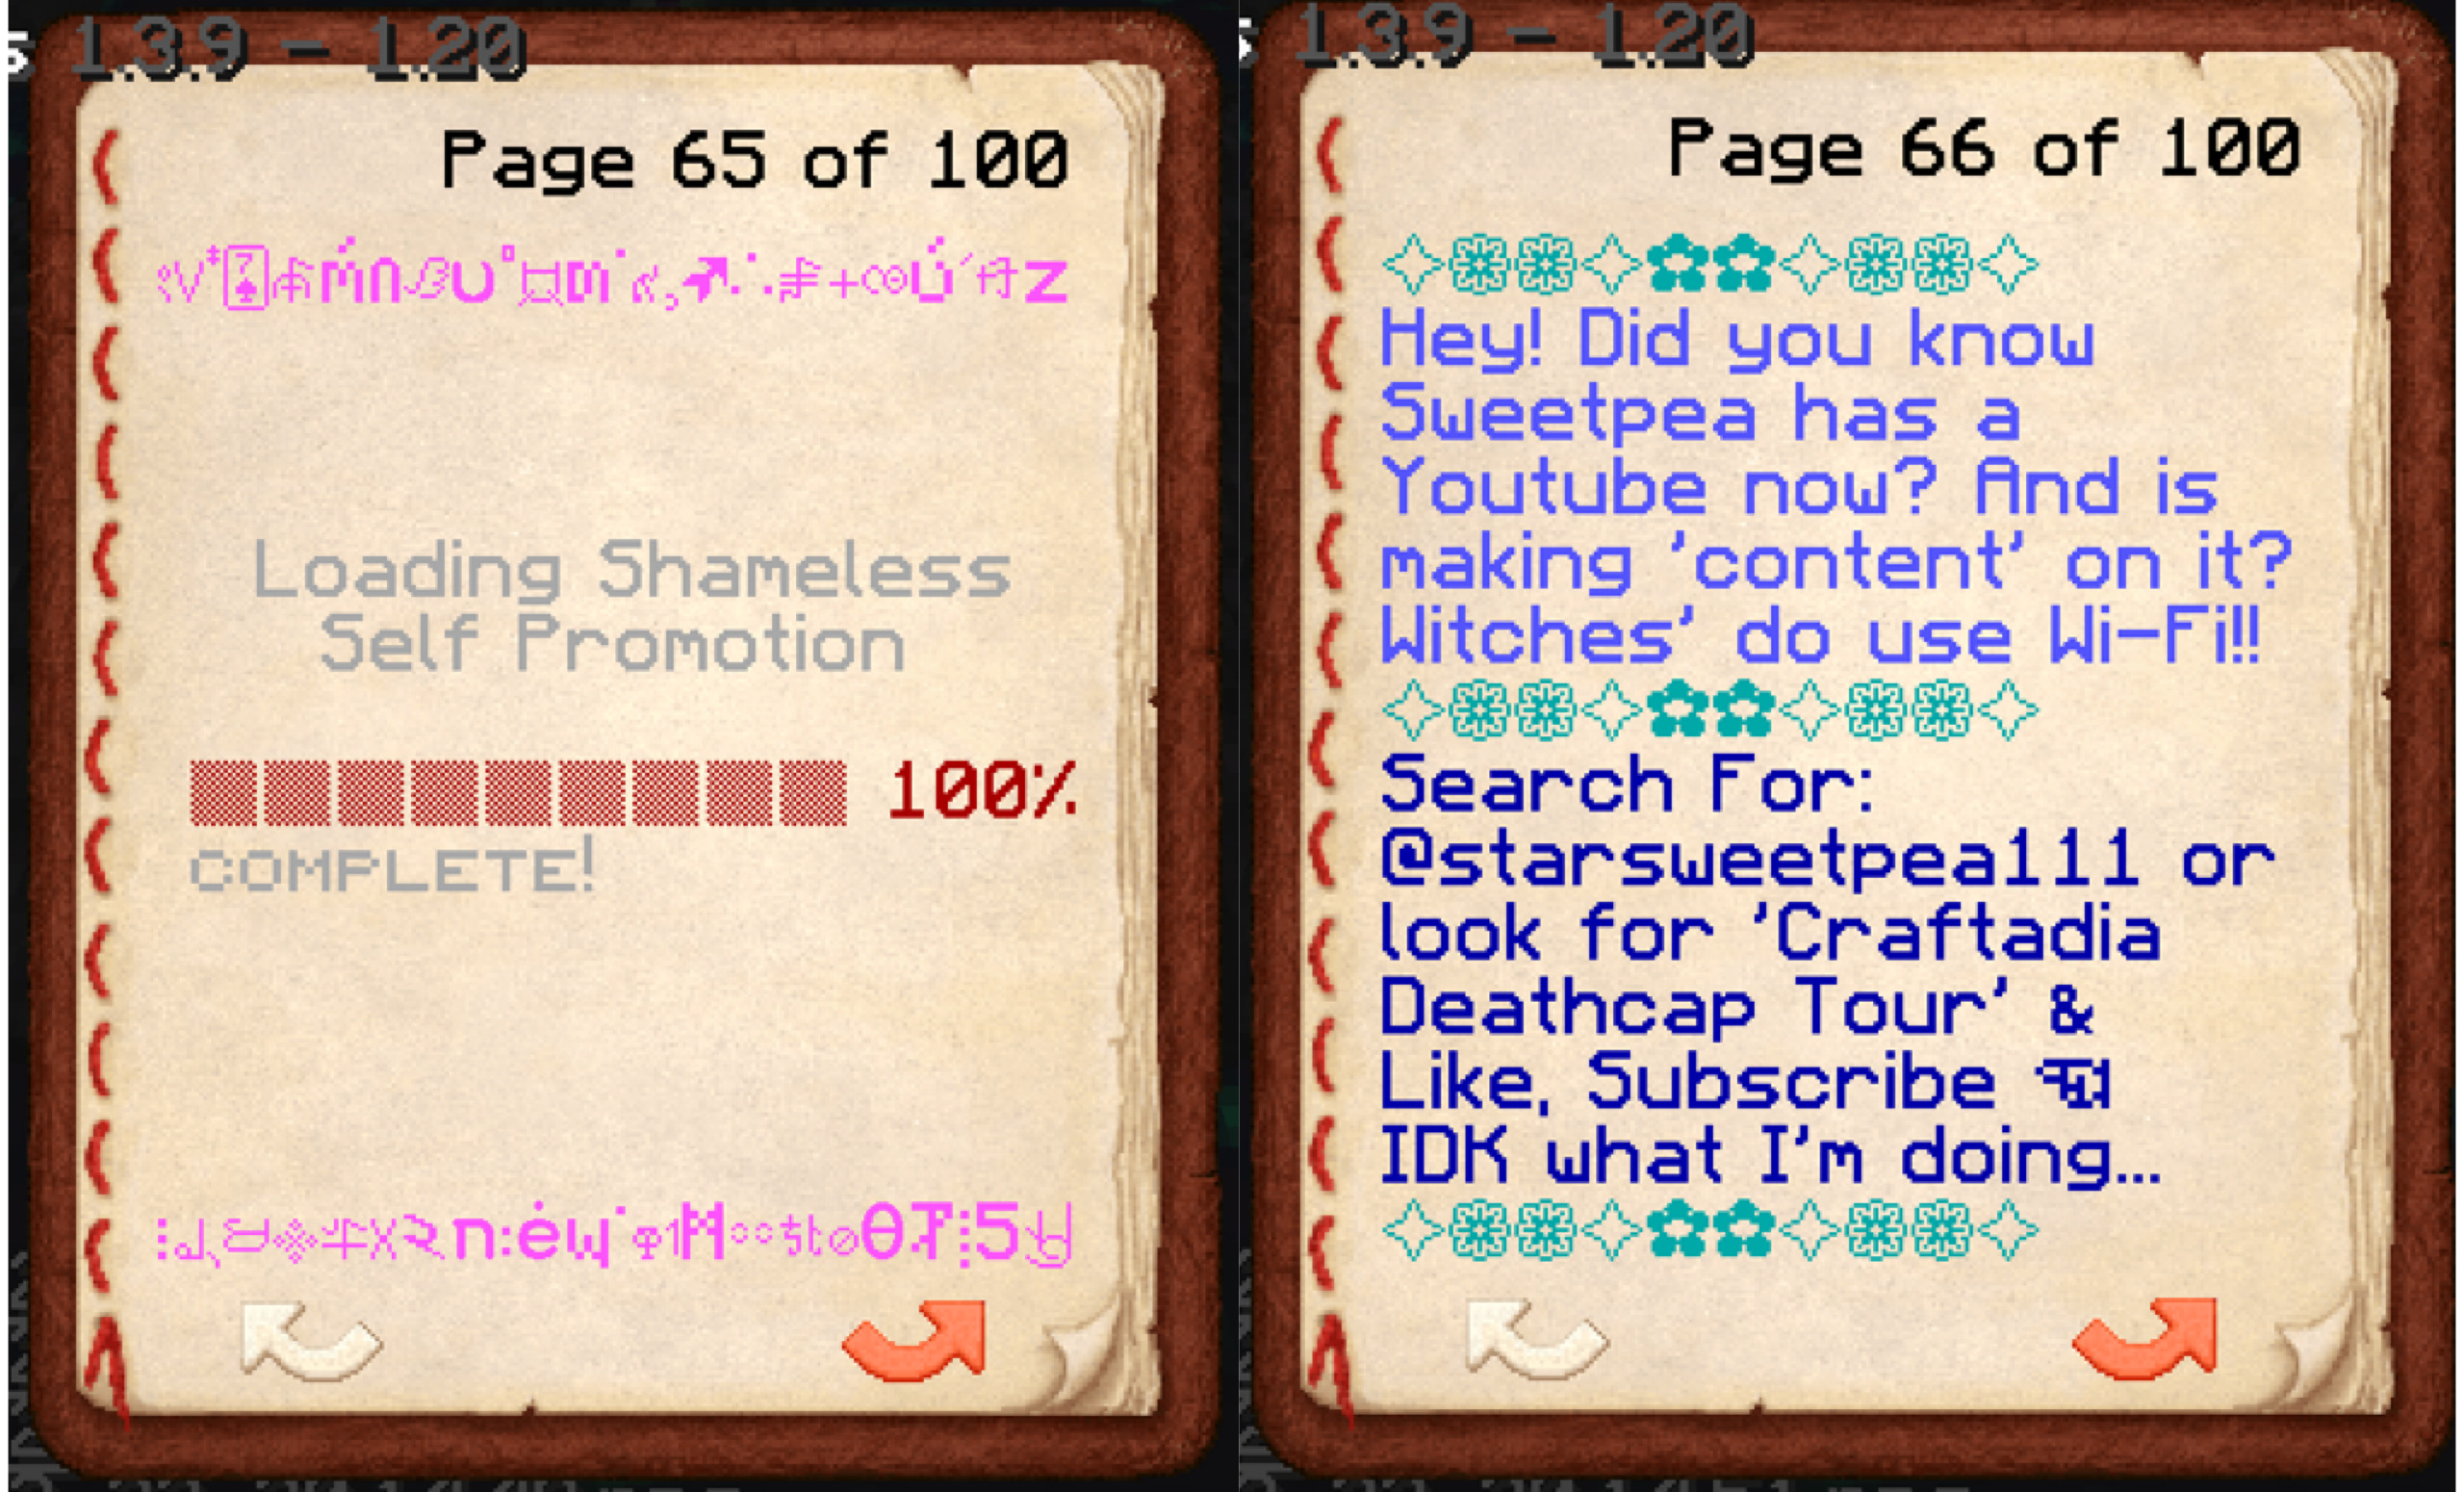 1.3.9 - 1.20
Page 65 of 100
Loading Shameless
Self Promotion
100%
COMPLETE!
1.3.9 - 1.20
Page 66 of 100
Hey! Did you know
Sweetpea has a
Youtube now? And is
making 'content' on it?
Witches' do use Wi-Fi!!
Search For:
@starsweetpea111 or
look for 'Craftadia
Deathcap Tour' &
Like, Subscribe
IDK what I'm doing...